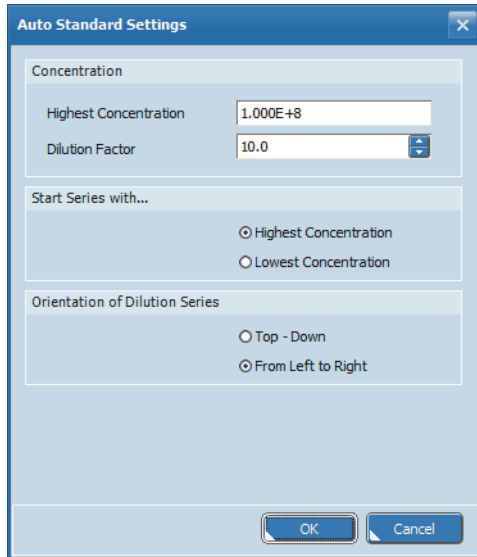 Auto Standard Settings
Concentration
Highest Concentration 1.000E+8
Dilution Factor 10.0
Start Series with...
Highest Concentration
Lowest Concentration
Orientation of Dilution Series
Top - Down
From Left to Right
OK Cancel